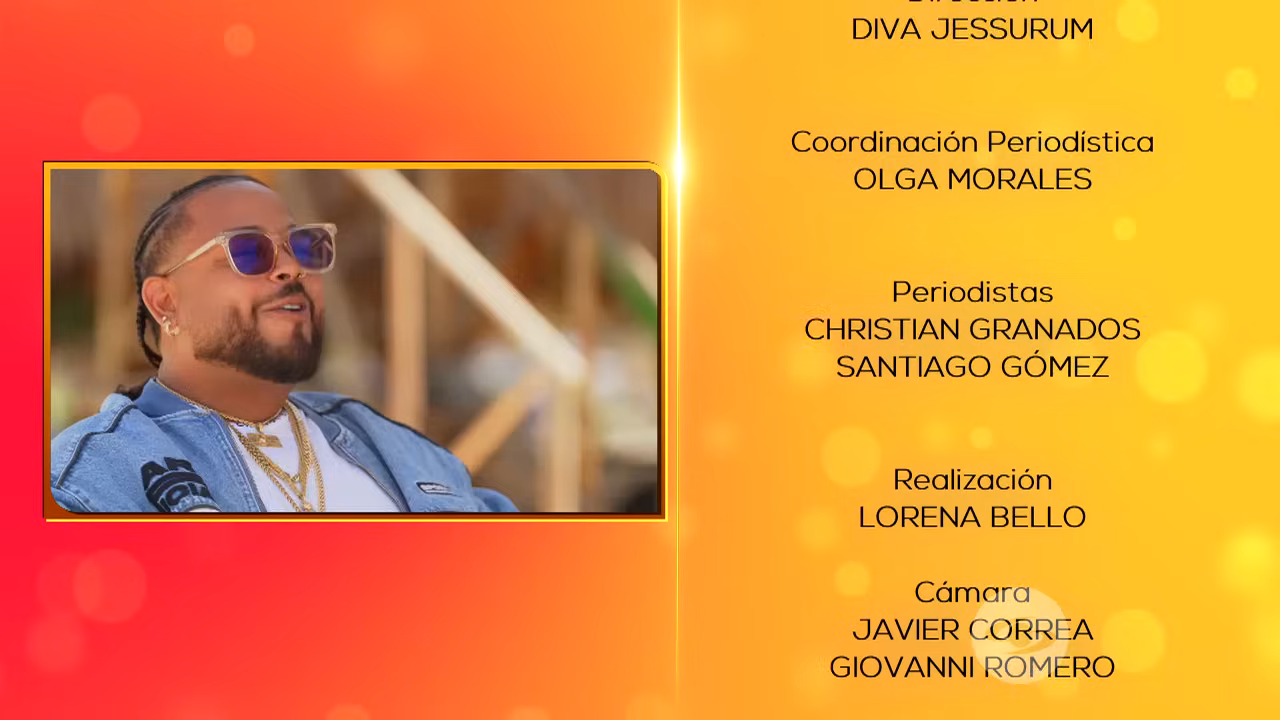 DIVA JESSURUM
Coordinación Periodística
OLGA MORALES
Periodistas
CHRISTIAN GRANADOS
SANTIAGO GÓMEZ
Realización
LORENA BELLO
Cámara
JAVIER CORREA
GIOVANNI ROMERO